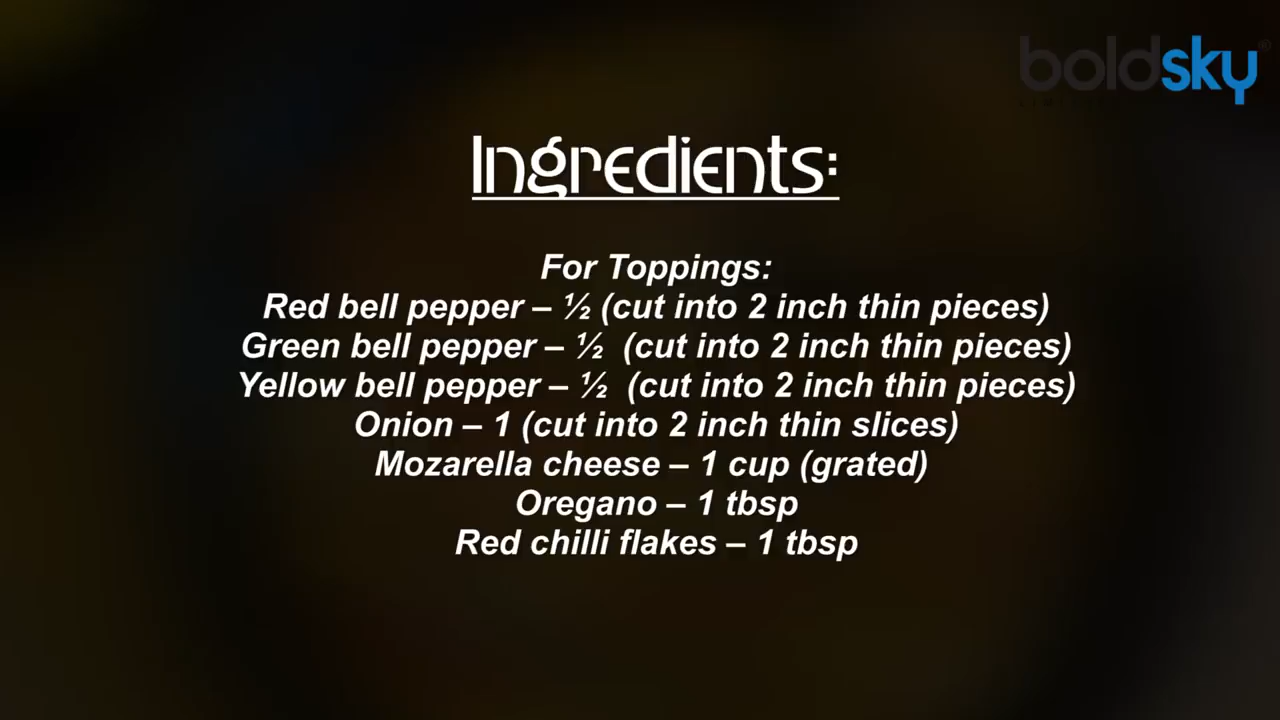 boldsky
Ingredients:
For Toppings:
Red bell pepper – ½ (cut into 2 inch thin pieces)
Green bell pepper – ½ (cut into 2 inch thin pieces)
Yellow bell pepper – ½ (cut into 2 inch thin pieces)
Onion – 1 (cut into 2 inch thin slices)
Mozarella cheese – 1 cup (grated)
Oregano – 1 tbsp
Red chilli flakes – 1 tbsp